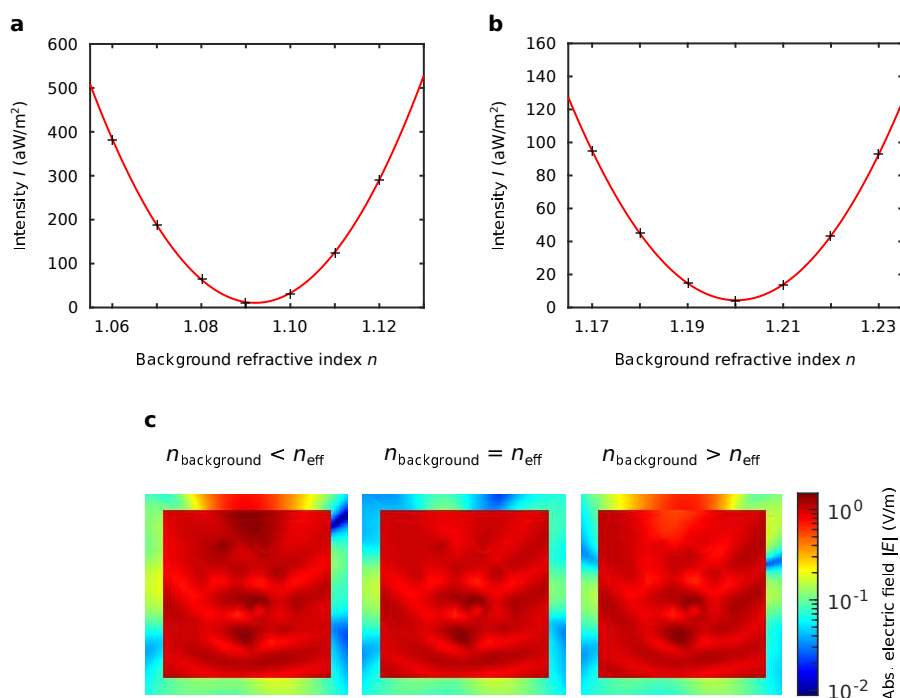 a
600
500
400
300
200
100
0
Intensity I (aW/m²)
1.06 1.08 1.10 1.12
Background refractive index n
b
160
140
120
100
80
60
40
20
0
Intensity I (aW/m²)
1.17 1.19 1.21 1.23
Background refractive index n
c
n_background < n_eff
n_background = n_eff
n_background > n_eff
10⁰
10⁻¹
10⁻²
Abs. electric field |E| (V/m)